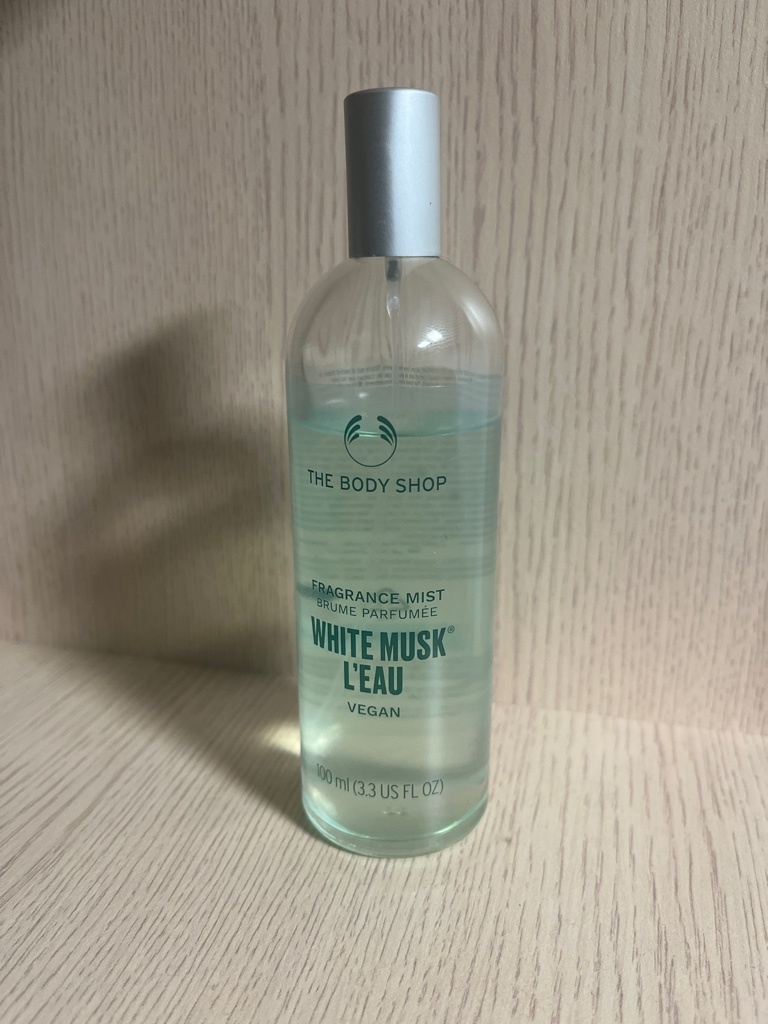 THE BODY SHOP
FRAGRANCE MIST
BRUME PARFUMÉE
WHITE MUSK®
L'EAU
VEGAN
100 ml (3.3 US FL OZ)